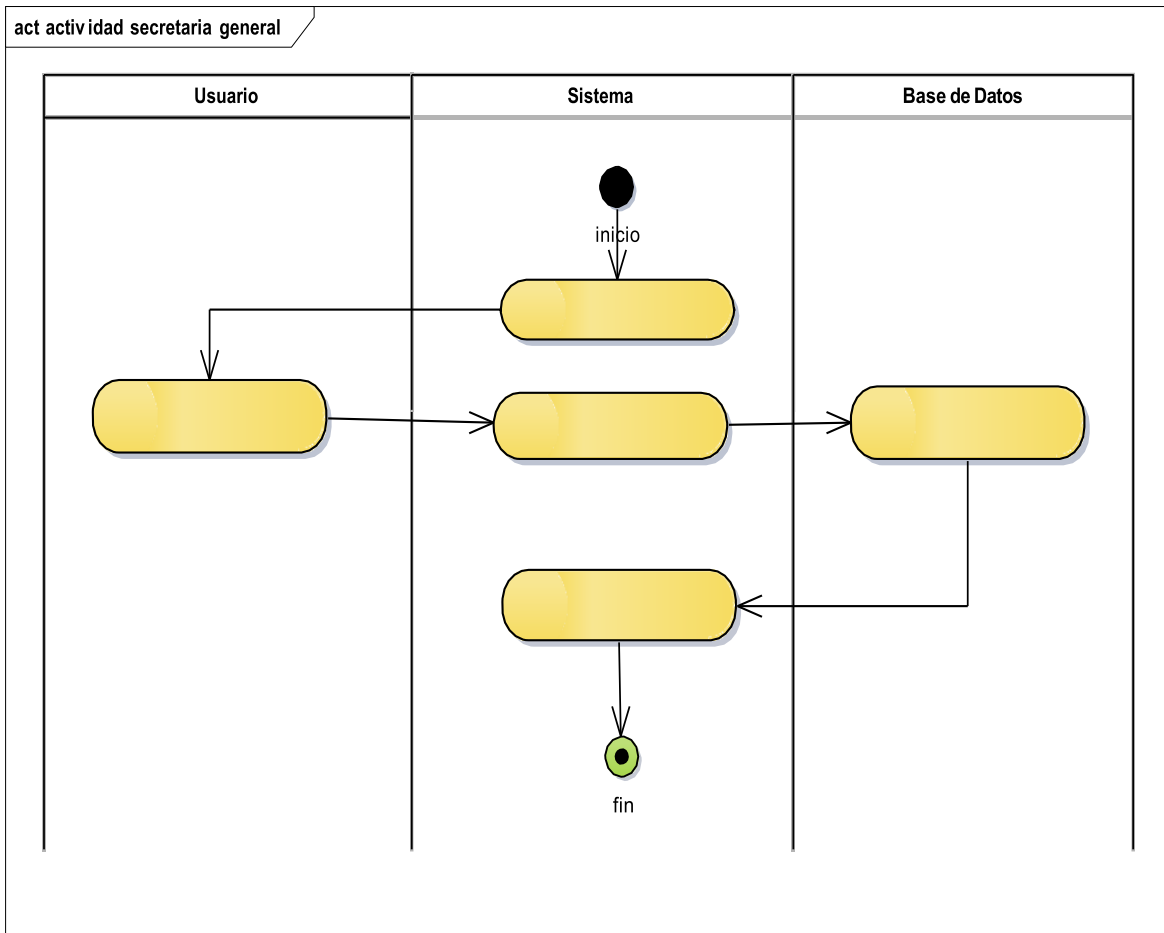 act actividad secretaria general
Usuario
Sistema
Base de Datos
inicio
fin